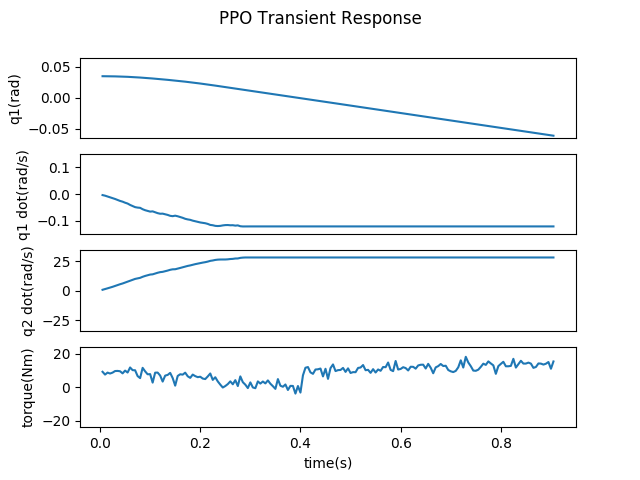 PPO Transient Response
q1(rad)
0.05
0.00
−0.05
q1 dot(rad/s)
0.1
0.0
−0.1
q2 dot(rad/s)
25
0
−25
torque(Nm)
20
0
−20
0.0 0.2 0.4 0.6 0.8
time(s)